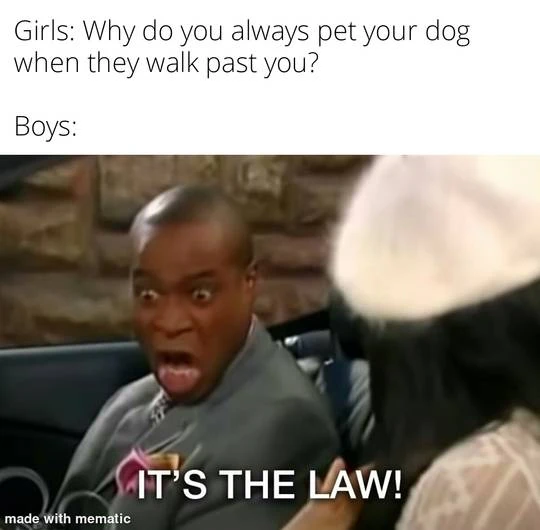 Girls: Why do you always pet your dog
when they walk past you?
Boys:
IT'S THE LAW!
made with mematic